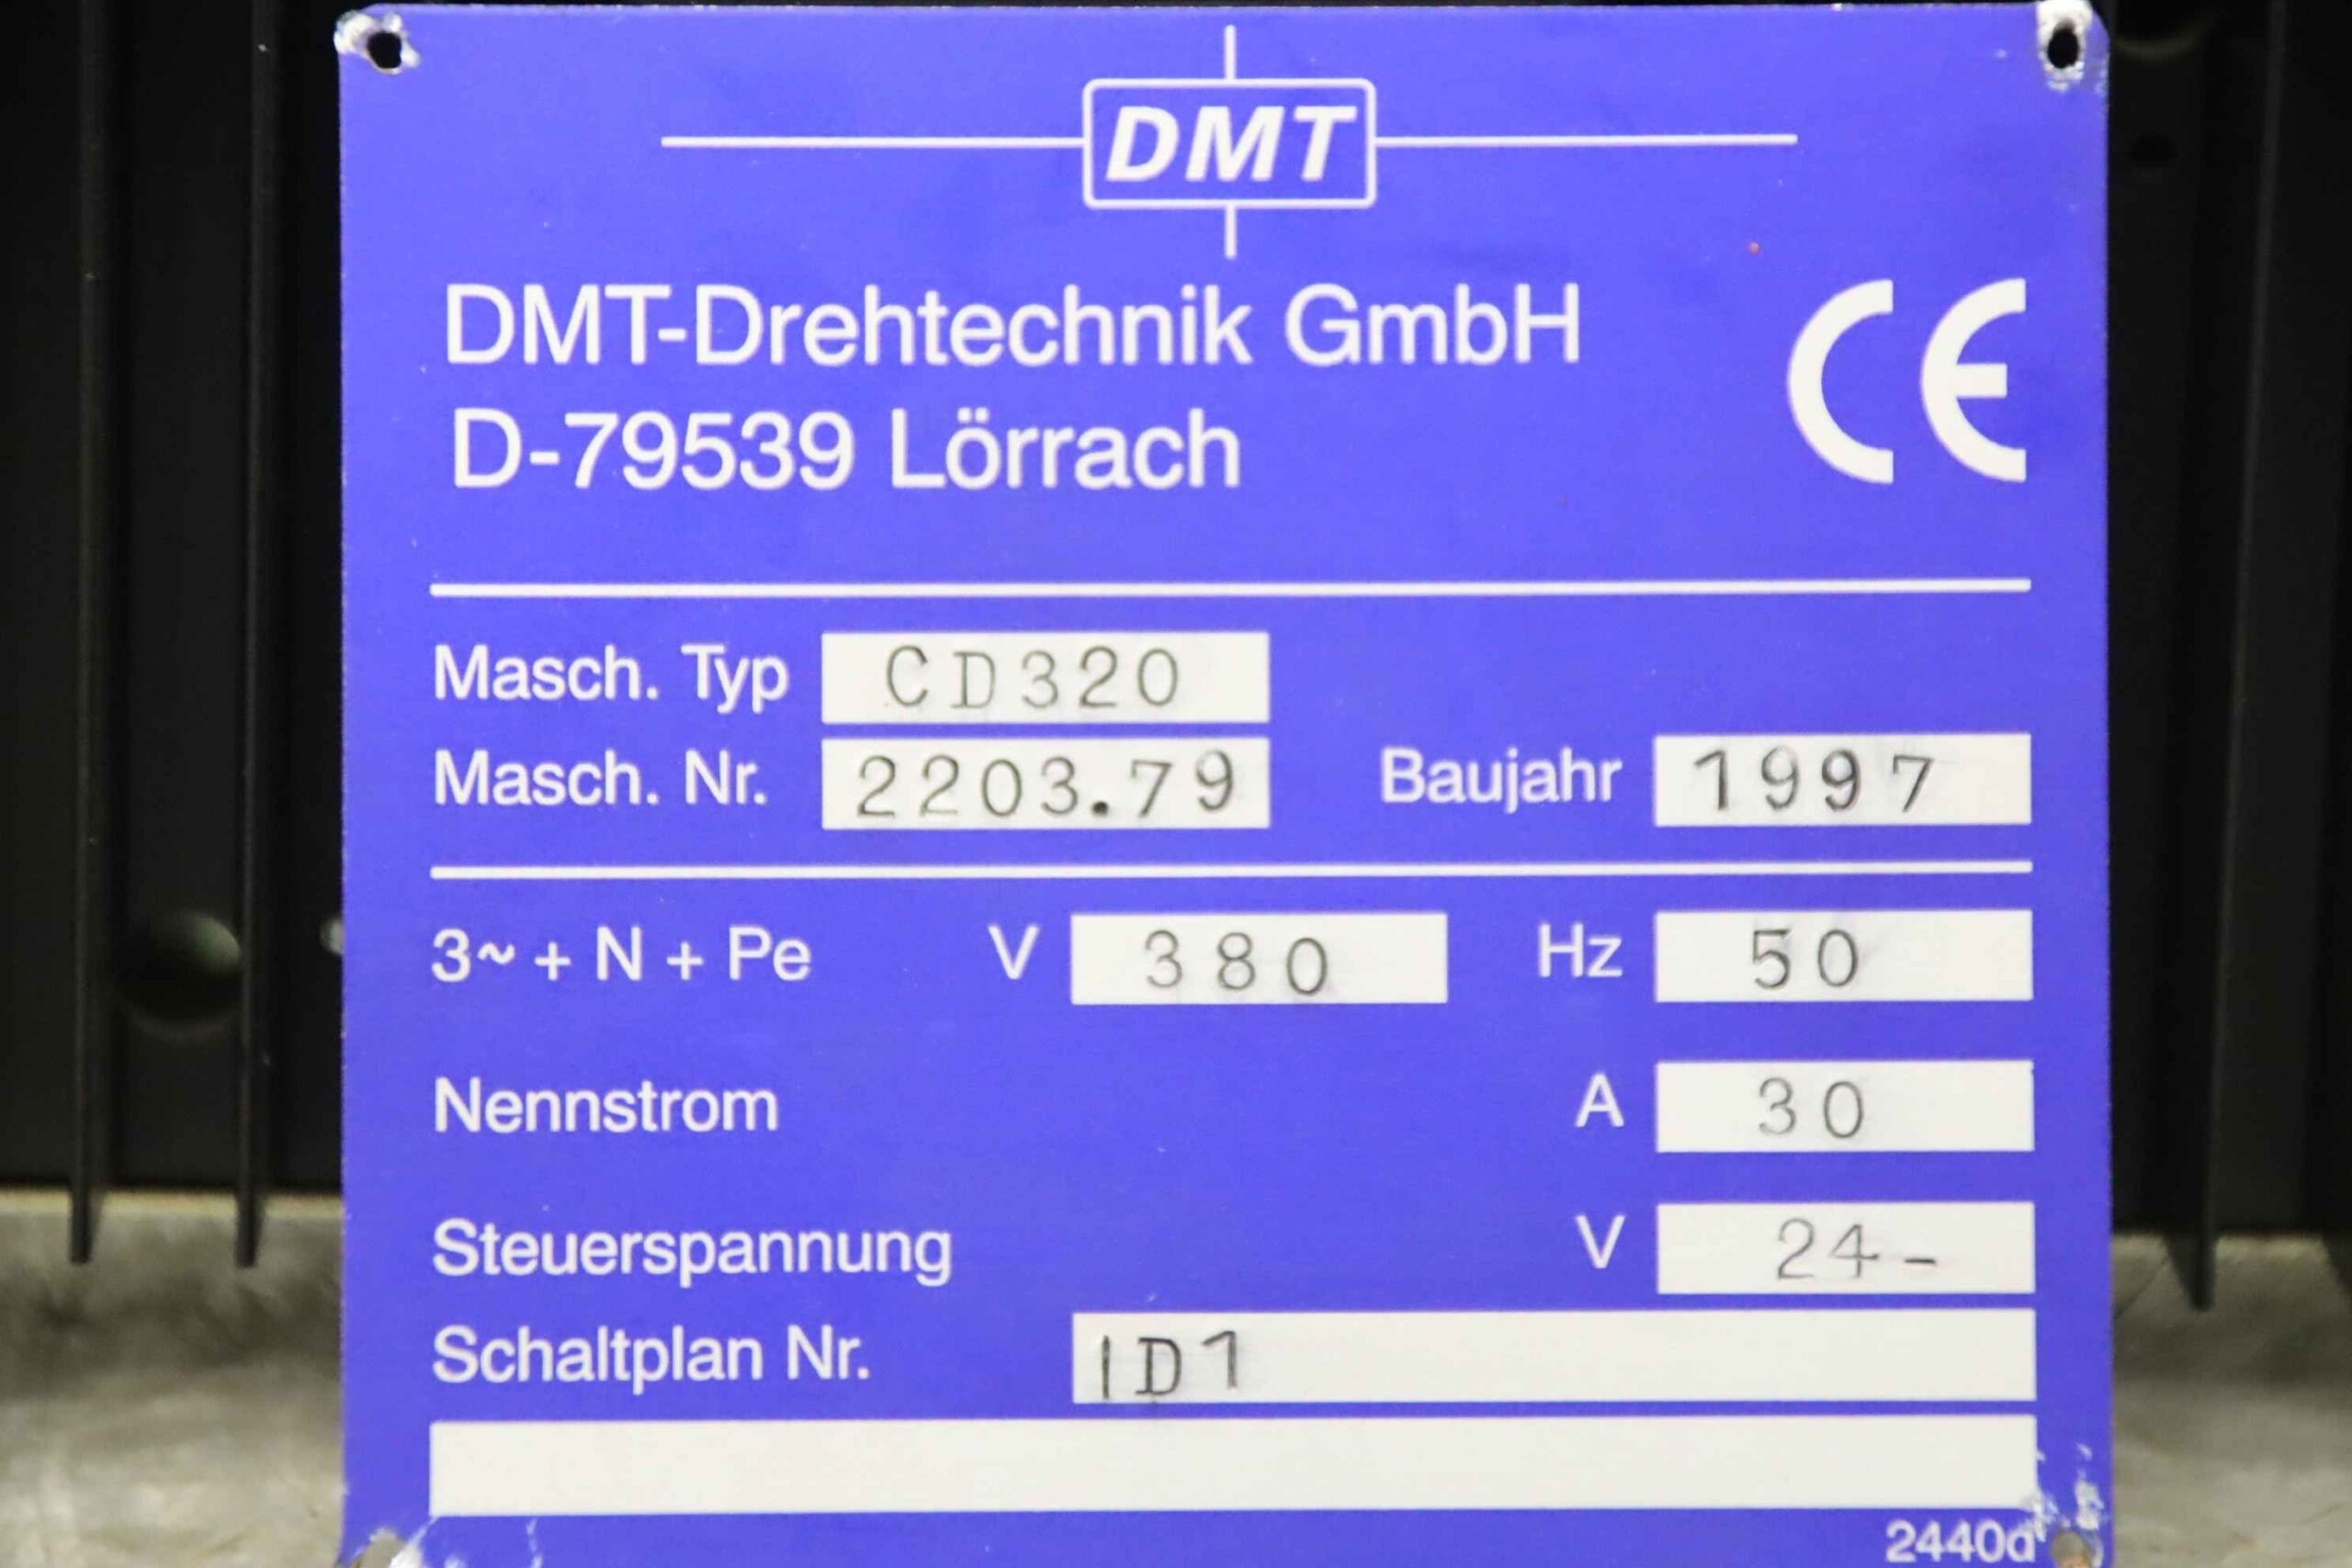 DMT
DMT-Drehtechnik GmbH
D-79539 Lörrach
CE
Masch. Typ CD320
Masch. Nr. 2203.79 Baujahr 1997
3~ + N + Pe V 380 Hz 50
Nennstrom A 30
Steuerspannung V 24-
Schaltplan Nr. ID1
2440d